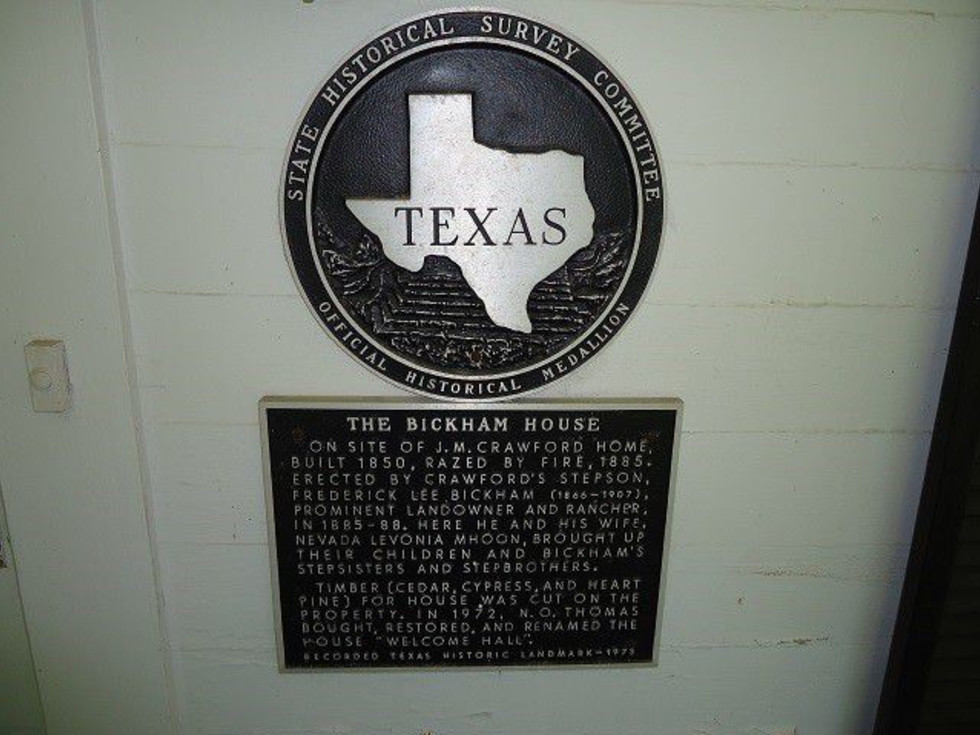 STATE HISTORICAL SURVEY COMMITTEE
TEXAS
OFFICIAL HISTORICAL MEDALLION
THE BICKHAM HOUSE
ON SITE OF J.M. CRAWFORD HOME,
BUILT 1850, RAZED BY FIRE, 1885.
ERECTED BY CRAWFORD'S STEPSON,
FREDERICK LEE BICKHAM (1866-1907),
PROMINENT LANDOWNER AND RANCHER,
IN 1885-88. HERE HE AND HIS WIFE,
NEVADA LEVONIA MHOON, BROUGHT UP
THEIR CHILDREN AND BICKHAM'S
STEPSISTERS AND STEPBROTHERS.
TIMBER (CEDAR, CYPRESS, AND HEART
PINE) FOR HOUSE WAS CUT ON THE
PROPERTY. IN 1972, N.O. THOMAS
BOUGHT, RESTORED, AND RENAMED THE
HOUSE "WELCOME HALL".
RECORDED TEXAS HISTORIC LANDMARK-1973